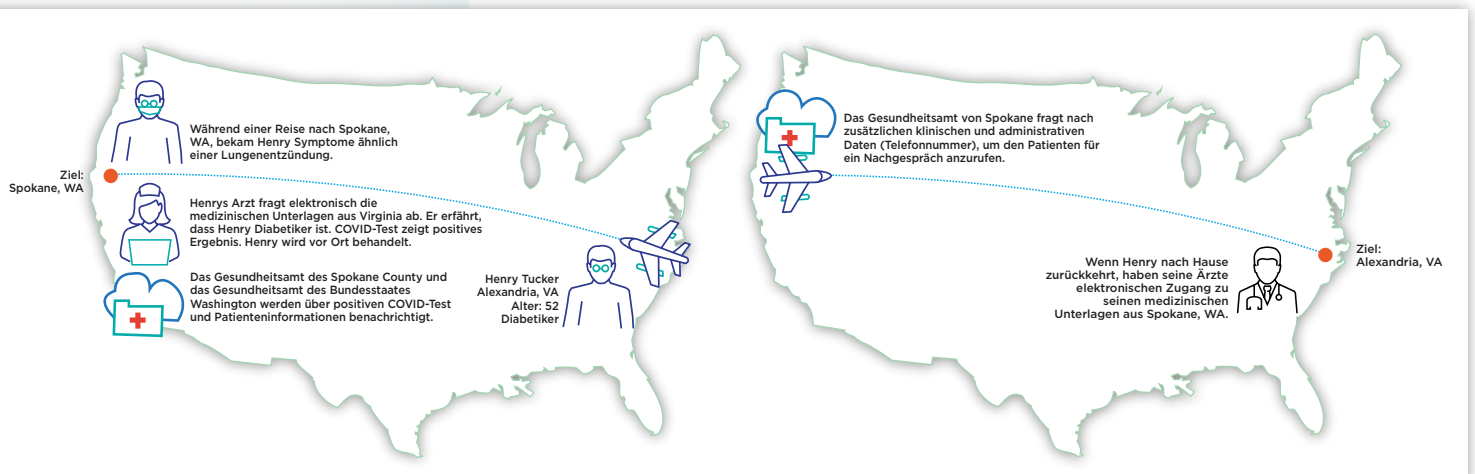 Während einer Reise nach Spokane,
WA, bekam Henry Symptome ähnlich
einer Lungenentzündung.
Ziel:
Spokane, WA
Henrys Arzt fragt elektronisch die
medizinischen Unterlagen aus Virginia ab. Er erfährt,
dass Henry Diabetiker ist. COVID-Test zeigt positives
Ergebnis. Henry wird vor Ort behandelt.
Das Gesundheitsamt des Spokane County und
das Gesundheitsamt des Bundesstaates
Washington werden über positiven COVID-Test
und Patienteninformationen benachrichtigt.
Henry Tucker
Alexandria, VA
Alter: 52
Diabetiker
Das Gesundheitsamt von Spokane fragt nach
zusätzlichen klinischen und administrativen
Daten (Telefonnummer), um den Patienten für
ein Nachgespräch anzurufen.
Wenn Henry nach Hause
zurückkehrt, haben seine Ärzte
elektronischen Zugang zu
seinen medizinischen
Unterlagen aus Spokane, WA.
Ziel:
Alexandria, VA